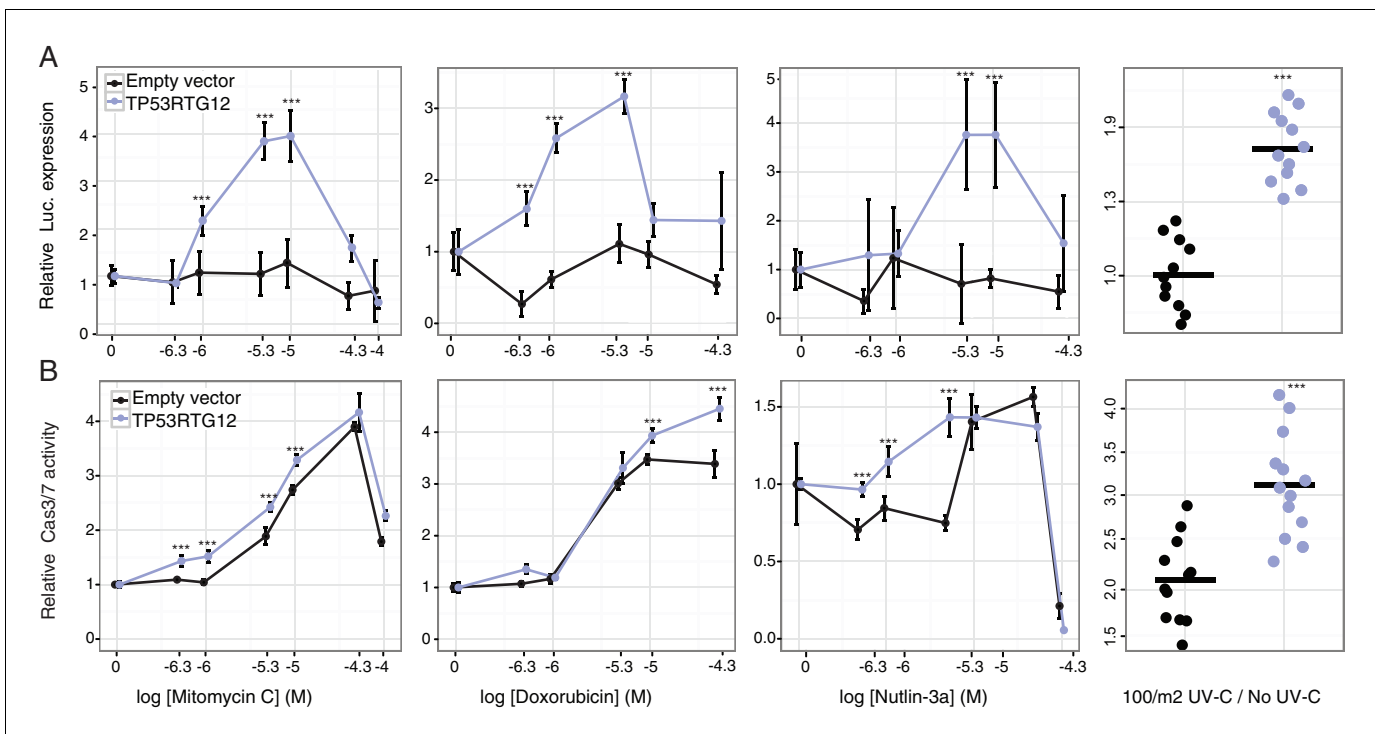 A
Relative Luc. expression
Empty vector
TP53RTG12
5
4
3
2
1
0
*** *** ***
0 -6.3 -6 -5.3 -5 -4.3 -4
3
2
1
0
*** *** ***
0 -6.3 -6 -5.3 -5 -4.3
5
4
3
2
1
0
*** ***
0 -6.3 -6 -5.3 -5 -4.3
1.9
1.3
1.0
***
B
Relative Cas3/7 activity
Empty vector
TP53RTG12
4
3
2
1
0
*** *** *** ***
0 -6.3 -6 -5.3 -5 -4.3 -4
log [Mitomycin C] (M)
4
3
2
1
0
*** ***
0 -6.3 -6 -5.3 -5 -4.3
log [Doxorubicin] (M)
1.5
1.0
0.5
0.0
*** *** ***
0 -6.3 -6 -5.3 -5 -4.3
log [Nutlin-3a] (M)
4.0
3.5
3.0
2.5
2.0
1.5
***
100/m2 UV-C / No UV-C